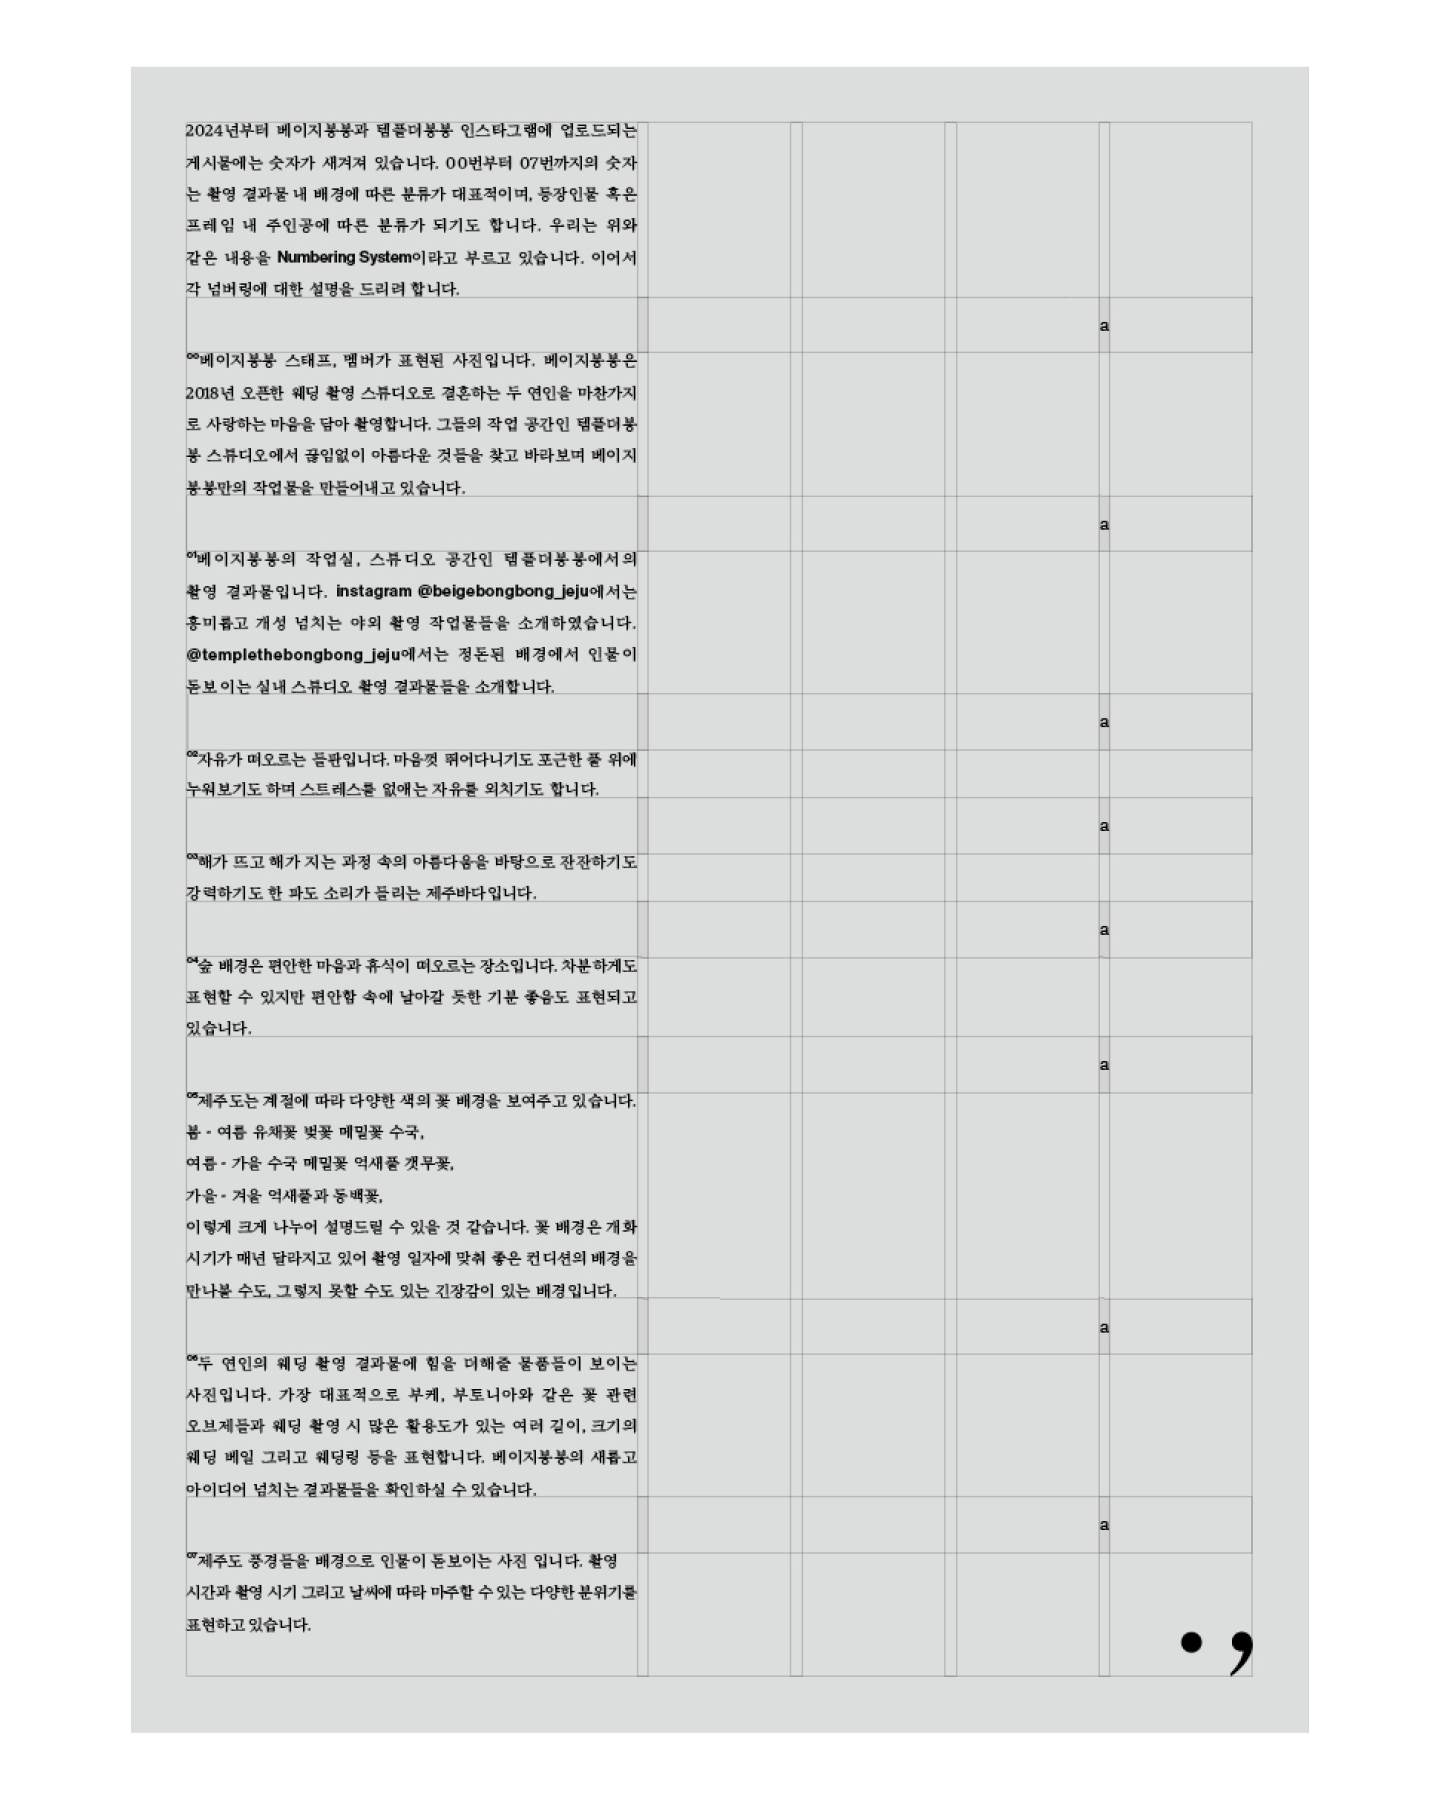 2024년부터 베이지봉봉과 템플더봉봉 인스타그램에 업로드되는
게시물에는 숫자가 새겨져 있습니다. 00번부터 07번까지의 숫자
는 촬영 결과물 내 배경에 따른 분류가 대표적이며, 등장인물 혹은
프레임 내 주인공에 따른 분류가 되기도 합니다. 우리는 위와
같은 내용을 Numbering System이라고 부르고 있습니다. 이어서
각 넘버링에 대한 설명을 드리려 합니다.
a
00베이지봉봉 스태프, 멤버가 표현된 사진입니다. 베이지봉봉은
2018년 오픈한 웨딩 촬영 스튜디오로 결혼하는 두 연인을 마찬가지
로 사랑하는 마음을 담아 촬영합니다. 그들의 작업 공간인 템플더봉
봉 스튜디오에서 끊임없이 아름다운 것들을 찾고 바라보며 베이지
봉봉만의 작업물을 만들어내고 있습니다.
a
01베이지봉봉의 작업실, 스튜디오 공간인 템플더봉봉에서의
촬영 결과물입니다. instagram @beigebongbong_jeju에서는
흥미롭고 개성 넘치는 야외 촬영 작업물들을 소개하였습니다.
@templethebongbong_jeju에서는 정돈된 배경에서 인물이
돋보이는 실내 스튜디오 촬영 결과물들을 소개합니다.
a
02자유가 떠오르는 들판입니다. 마음껏 뛰어다니기도 포근한 풀 위에
누워보기도 하며 스트레스를 없애는 자유를 외치기도 합니다.
a
03해가 뜨고 해가 지는 과정 속의 아름다움을 바탕으로 잔잔하기도
강력하기도 한 파도 소리가 들리는 제주바다입니다.
a
04숲 배경은 편안한 마음과 휴식이 떠오르는 장소입니다. 차분하게도
표현할 수 있지만 편안함 속에 날아갈 듯한 기분 좋음도 표현되고
있습니다.
a
05제주도는 계절에 따라 다양한 색의 꽃 배경을 보여주고 있습니다.
봄 - 여름 유채꽃 벚꽃 메밀꽃 수국,
여름 - 가을 수국 메밀꽃 억새풀 갯무꽃,
가을 - 겨울 억새풀과 동백꽃,
이렇게 크게 나누어 설명드릴 수 있을 것 같습니다. 꽃 배경은 개화
시기가 매년 달라지고 있어 촬영 일자에 맞춰 좋은 컨디션의 배경을
만나볼 수도, 그렇지 못할 수도 있는 긴장감이 있는 배경입니다.
a
06두 연인의 웨딩 촬영 결과물에 힘을 더해줄 물품들이 보이는
사진입니다. 가장 대표적으로 부케, 부토니아와 같은 꽃 관련
오브제들과 웨딩 촬영 시 많은 활용도가 있는 여러 길이, 크기의
웨딩 베일 그리고 웨딩링 등을 표현합니다. 베이지봉봉의 새롭고
아이디어 넘치는 결과물들을 확인하실 수 있습니다.
a
07제주도 풍경들을 배경으로 인물이 돋보이는 사진 입니다. 촬영
시간과 촬영 시기 그리고 날씨에 따라 마주할 수 있는 다양한 분위기를
표현하고 있습니다.
• ,